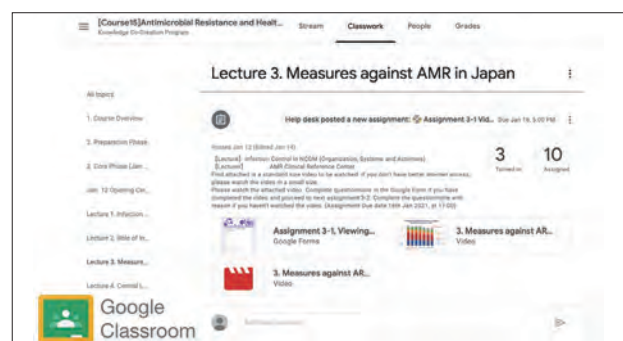 [Course15]Antimicrobial Resistance and Healt...
Knowledge Co-Creation Program
Stream Classwork People Grades
Lecture 3. Measures against AMR in Japan
All topics
1. Course Overview
2. Preparation Phase
Jan. 12 Opening Cer...
Lecture 1. Infection ...
Lecture 2. Role of In...
Lecture 3. Measure...
Lecture 4. Control i...
Help desk posted a new assignment: Assignment 3-1 Vid... Due Jan 18, 5:00 PM
Posted Jan 12 (Edited Jan 14)
【Lecture】 Infection Control in NCGM (Organization, Systems and Activities)
【Lecturer】 AMR Clinical Reference Center
Find attached is a standard size video to be watched. If you don't have better internet access,
please watch the video in a small size.
Please watch the attached video. Complete questionnaire in the Google Form if you have
completed the video and proceed to next assignment 3-2. Complete the questionnaire with
reason if you haven't watched the video. (Assignment Due date 18th Jan 2021, at 17:00)
3 10
Turned in Assigned
Assignment 3-1, Viewing...
Google Forms
3. Measures against AR...
Video
3. Measures against AR...
Video
Google
Classroom